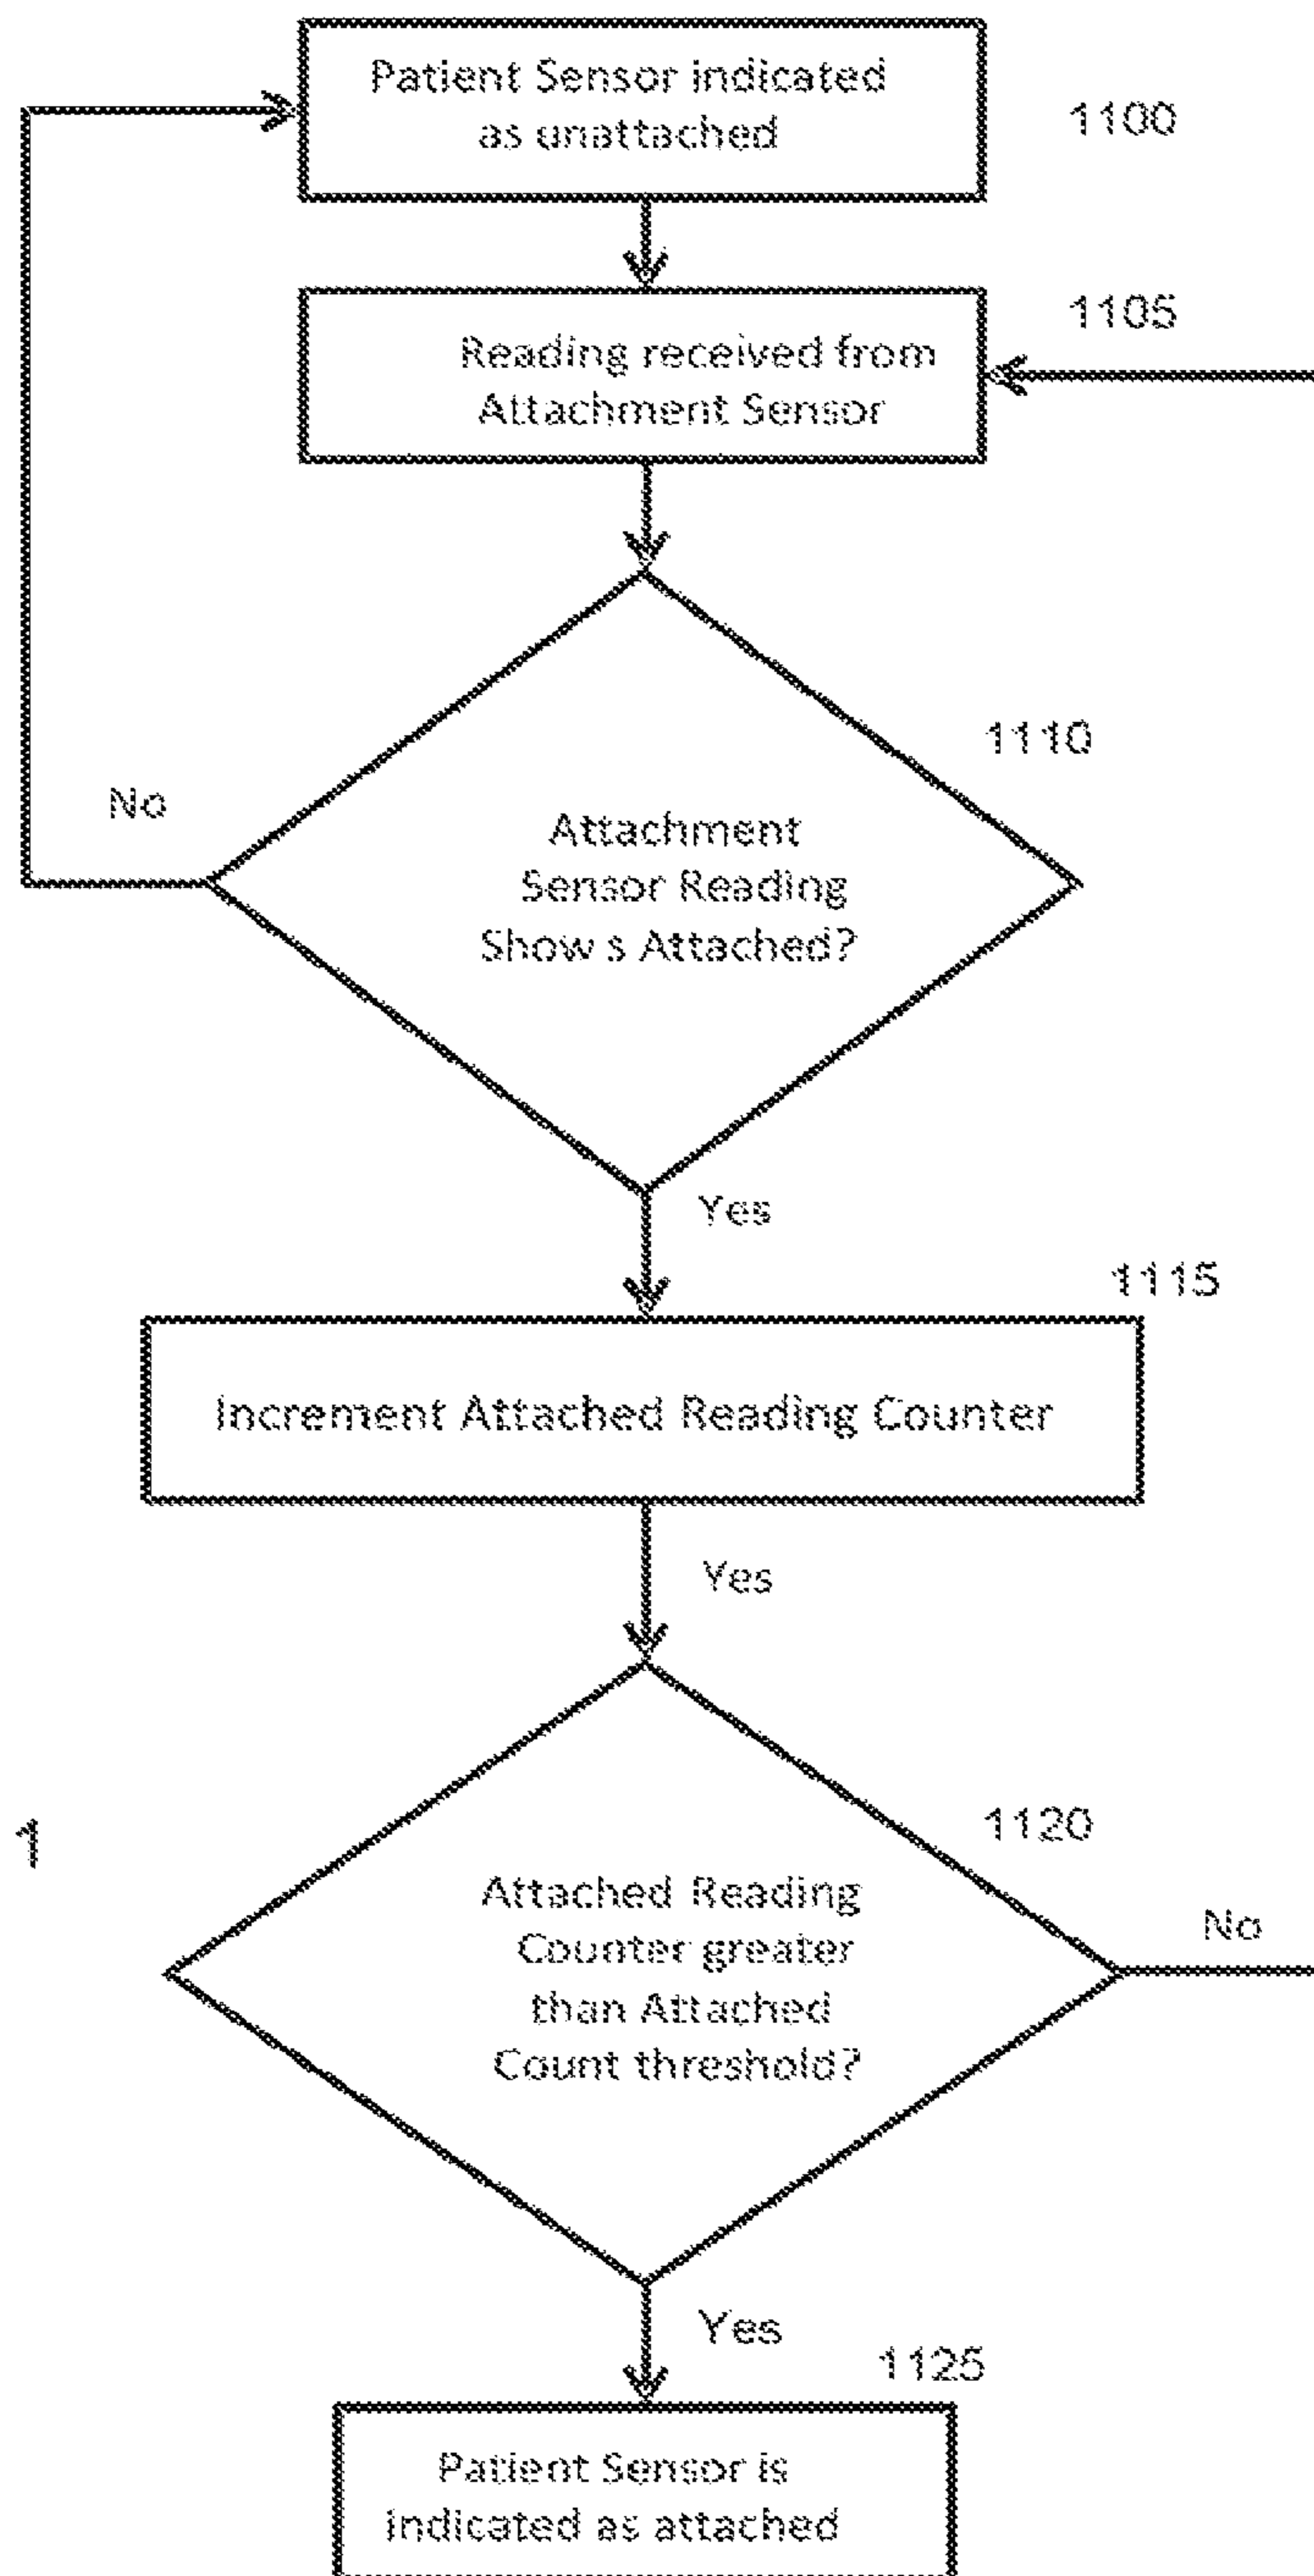 Patient Sensor indicated
as unattached
1100
1105
Reading received from
Attachment Sensor
1110
No
Attachment
Sensor Reading
Show s Attached?
Yes
1115
Increment Attached Reading Counter
Yes
1
1120
Attached Reading
Counter greater
than Attached
Count threshold?
No
Yes
1125
Patient Sensor is
indicated as attached